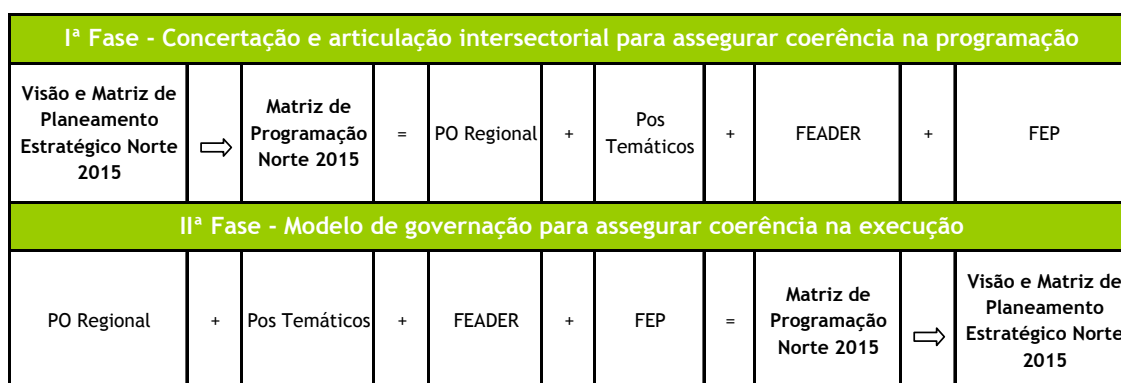 Iª Fase - Concertação e articulação intersectorial para assegurar coerência na programação
Visão e Matriz de
Planeamento
Estratégico Norte
2015
Matriz de
Programação
Norte 2015
=
PO Regional
+
Pos
Temáticos
+
FEADER
+
FEP
IIª Fase - Modelo de governação para assegurar coerência na execução
PO Regional
+
Pos Temáticos
+
FEADER
+
FEP
=
Matriz de
Programação
Norte 2015
Visão e Matriz de
Planeamento
Estratégico Norte
2015